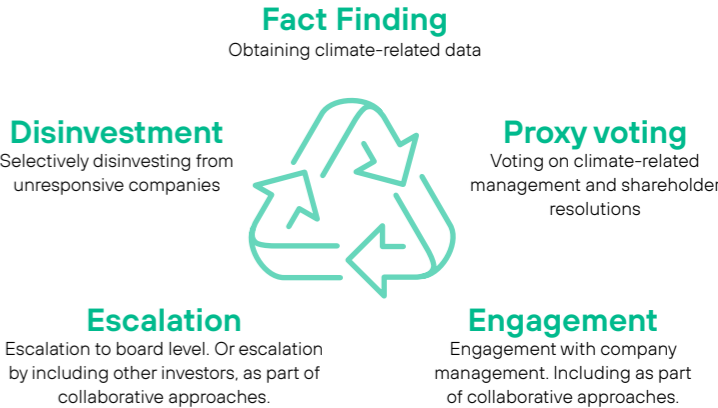 Fact Finding
Obtaining climate-related data
Disinvestment
Selectively disinvesting from
unresponsive companies
Proxy voting
Voting on climate-related
management and shareholder
resolutions
Escalation
Escalation to board level. Or escalation
by including other investors, as part of
collaborative approaches.
Engagement
Engagement with company
management. Including as part
of collaborative approaches.